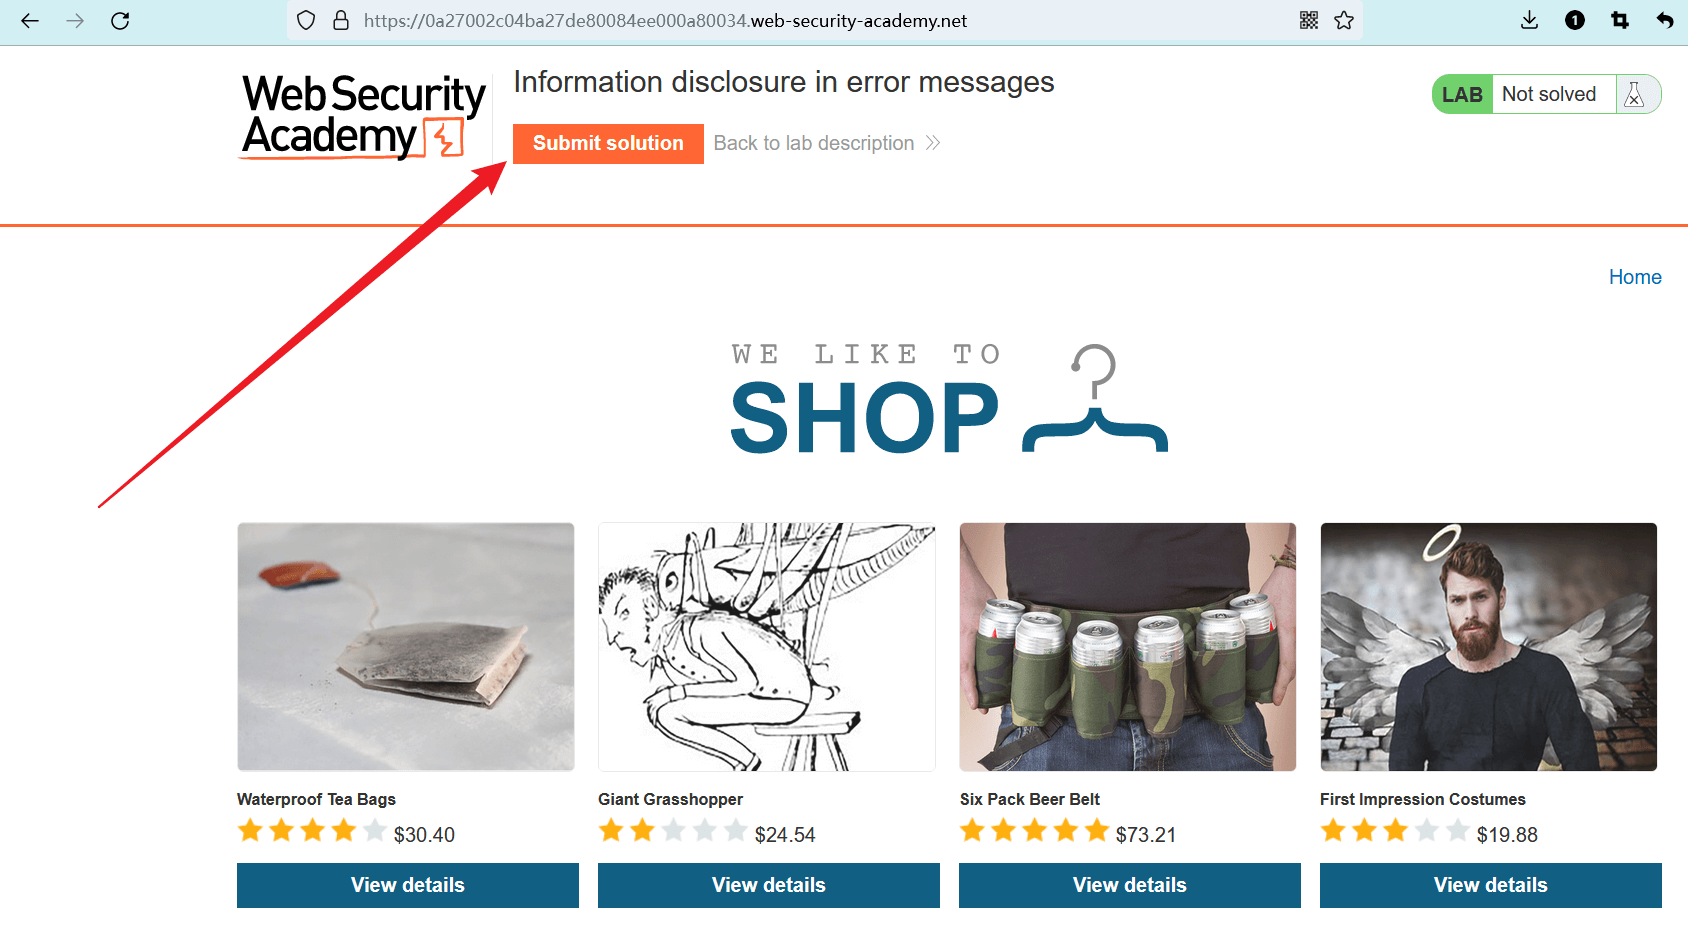 https://0a27002c04ba27de80084ee000a80034.web-security-academy.net
1
Web Security
Academy
Information disclosure in error messages
Submit solution
Back to lab description
LAB Not solved
Home
WE LIKE TO
SHOP
Waterproof Tea Bags
$30.40
View details
Giant Grasshopper
$24.54
View details
Six Pack Beer Belt
$73.21
View details
First Impression Costumes
$19.88
View details